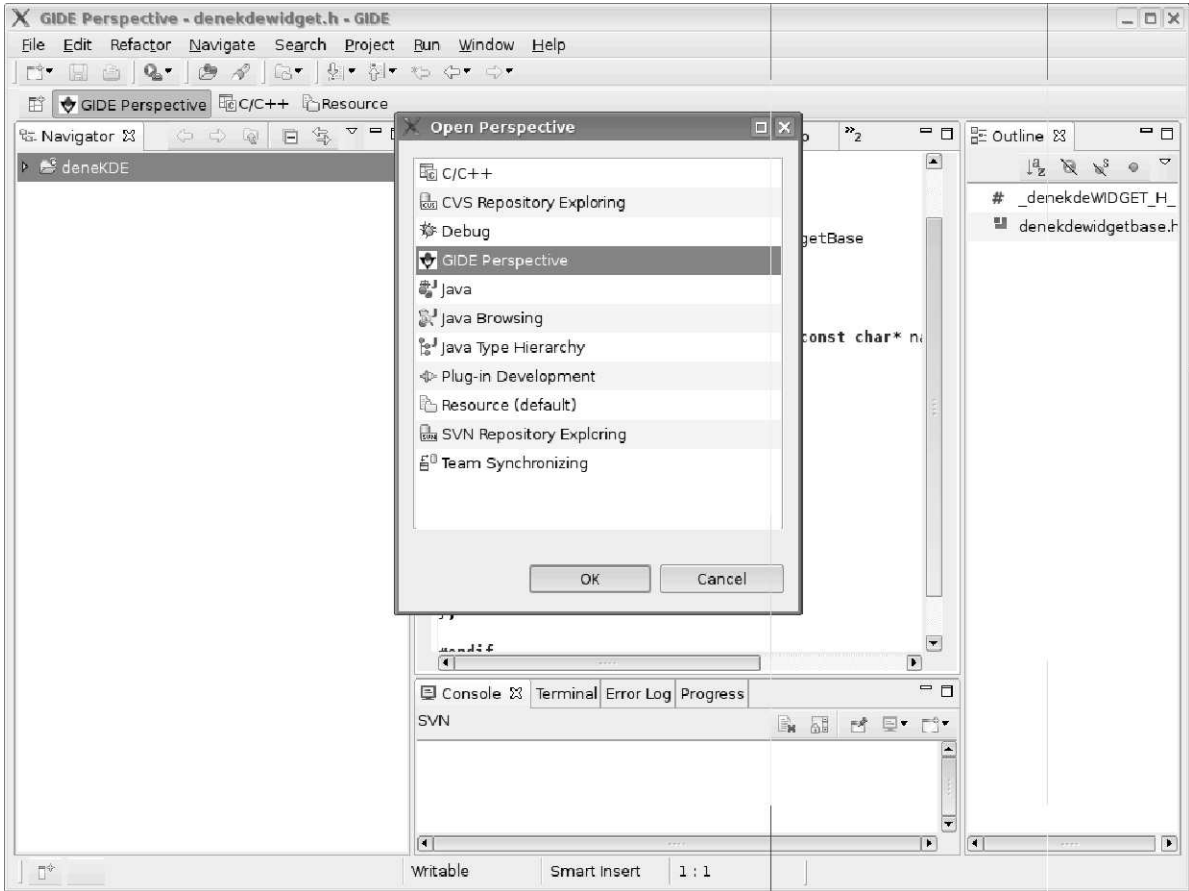 GIDE Perspective - denekdewidget.h - GIDE
File Edit Refactor Navigate Search Project Run Window Help
GIDE Perspective C/C++ Resource
Navigator
deneKDE
Open Perspective
C/C++
CVS Repository Exploring
Debug
GIDE Perspective
Java
Java Browsing
Java Type Hierarchy
Plug-in Development
Resource (default)
SVN Repository Exploring
Team Synchronizing
OK Cancel
»2
getBase
const char* na
};
#endif
Outline
# _denekdeWIDGET_H_
denekdewidgetbase.h
Console Terminal Error Log Progress
SVN
Writable Smart Insert 1 : 1